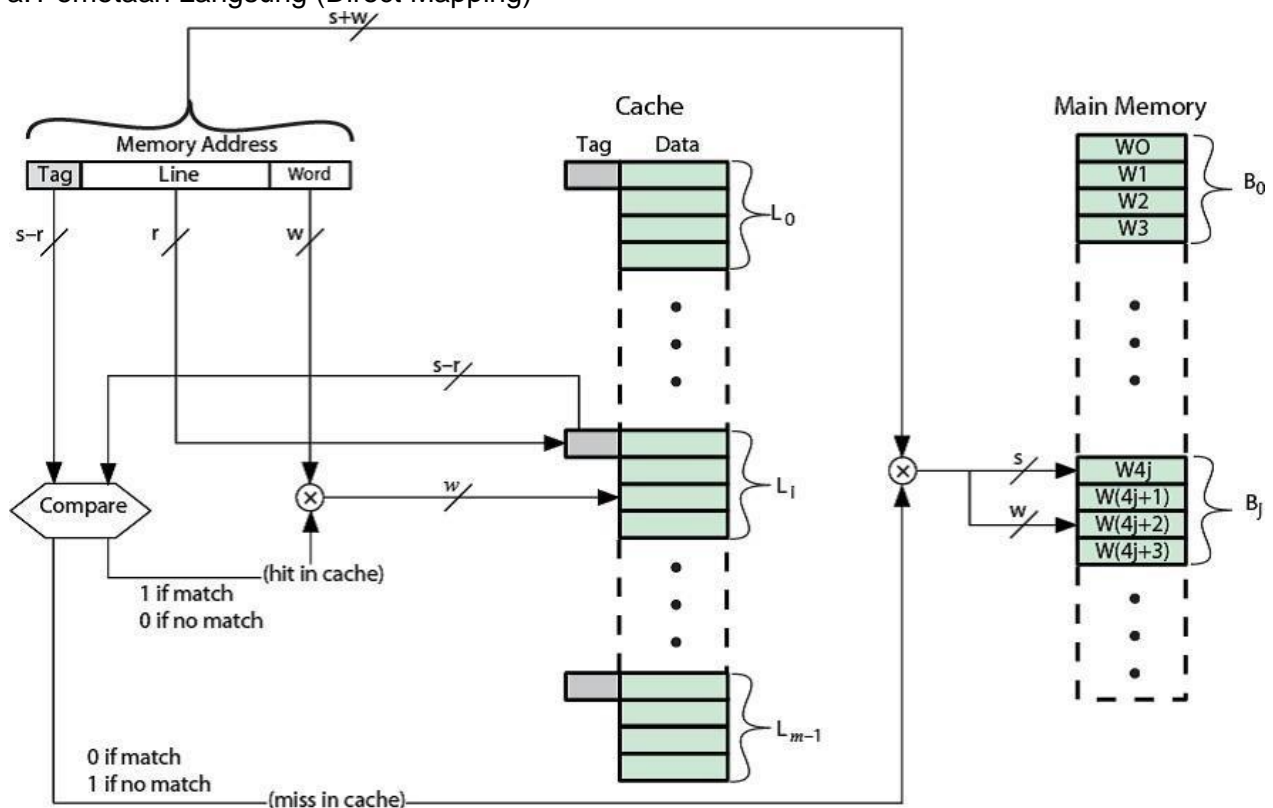 a. Pemetaan Langsung (Direct Mapping)
s+w
Cache
Main Memory
Memory Address
Tag Data
Tag Line Word
W0
W1
W2
W3
B0
L0
s–r
r
w
s–r
Compare
w
Li
s
w
W4j
W(4j+1)
W(4j+2)
W(4j+3)
Bj
(hit in cache)
1 if match
0 if no match
Lm–1
0 if match
1 if no match
(miss in cache)